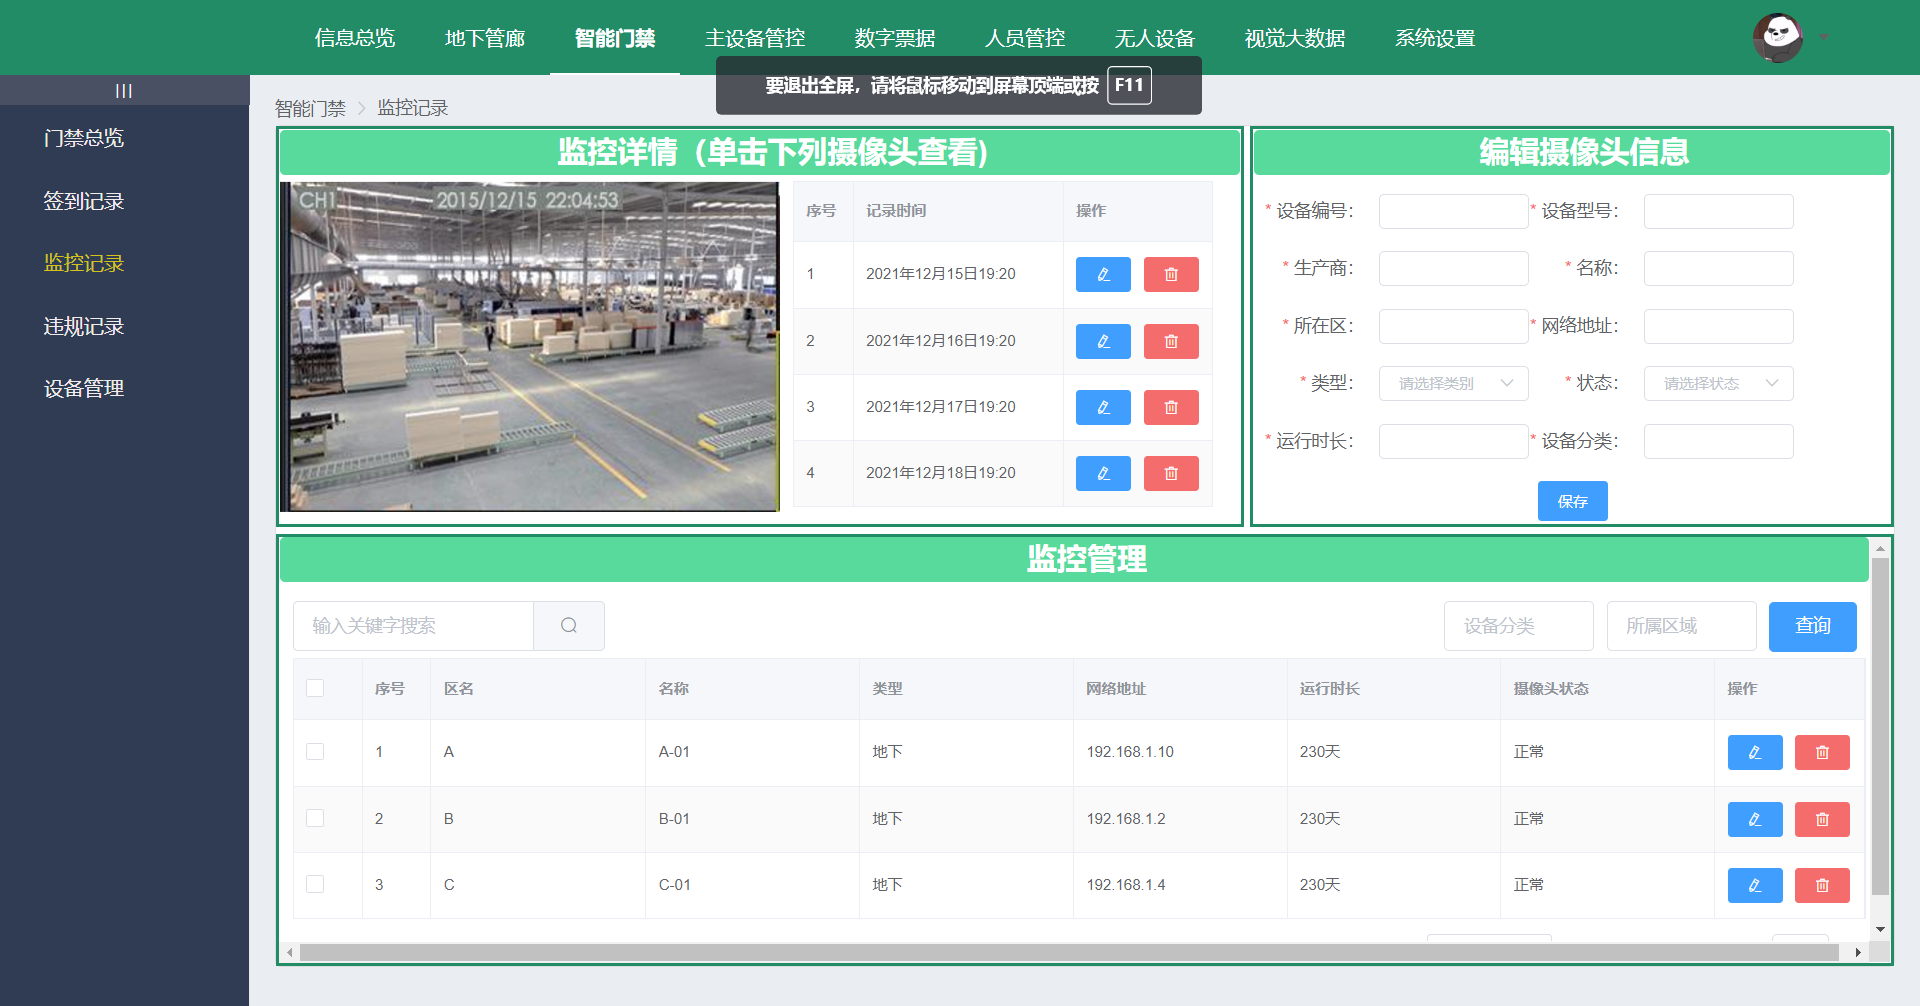 信息总览 地下管廊 智能门禁 主设备管控 数字票据 人员管控 无人设备 视觉大数据 系统设置
要退出全屏，请将鼠标移动到屏幕顶端或按 F11
门禁总览
签到记录
监控记录
违规记录
设备管理
智能门禁 > 监控记录
监控详情（单击下列摄像头查看)
CH1 2015/12/15 22:04:53
序号 记录时间 操作
1 2021年12月15日19:20
2 2021年12月16日19:20
3 2021年12月17日19:20
4 2021年12月18日19:20
编辑摄像头信息
* 设备编号： * 设备型号：
* 生产商： * 名称：
* 所在区： * 网络地址：
* 类型： 请选择类别 * 状态： 请选择状态
* 运行时长： * 设备分类：
保存
监控管理
输入关键字搜索 设备分类 所属区域 查询
序号 区名 名称 类型 网络地址 运行时长 摄像头状态 操作
1 A A-01 地下 192.168.1.10 230天 正常
2 B B-01 地下 192.168.1.2 230天 正常
3 C C-01 地下 192.168.1.4 230天 正常